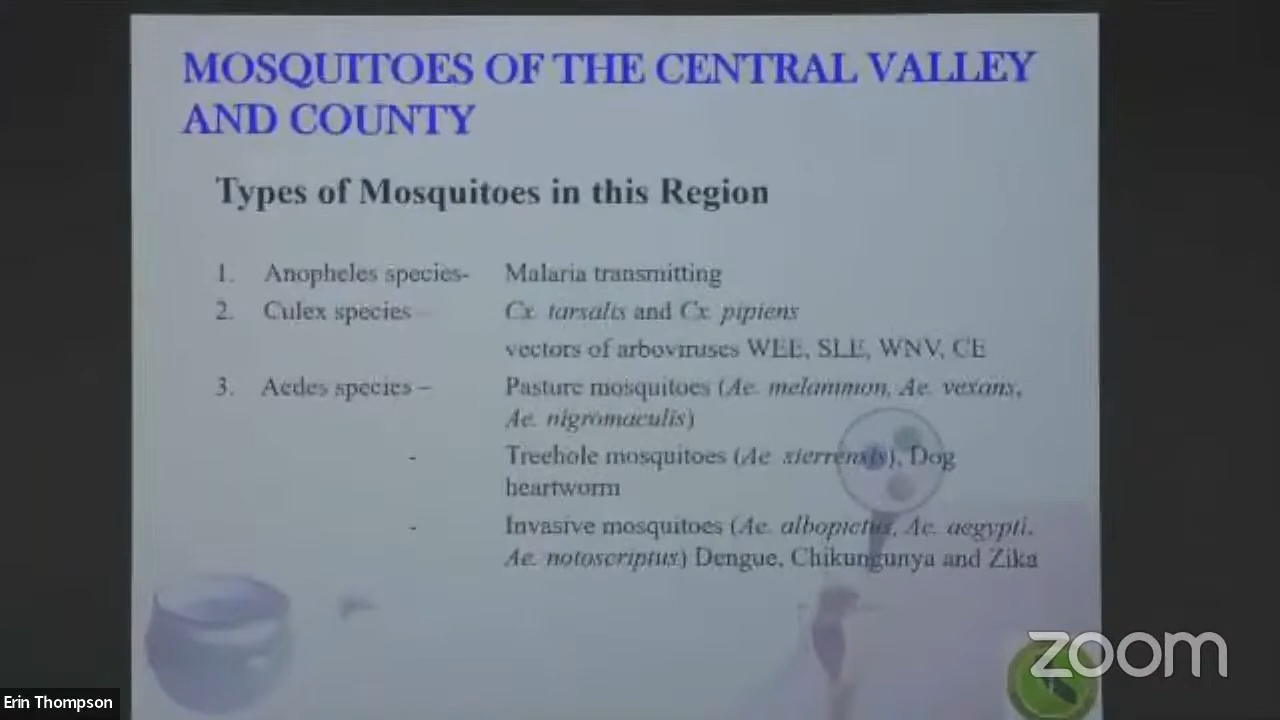 MOSQUITOES OF THE CENTRAL VALLEY
AND COUNTY
Types of Mosquitoes in this Region
1. Anopheles species- Malaria transmitting
2. Culex species – Cx. tarsalis and Cx. pipiens
vectors of arboviruses WEE, SLE, WNV, CE
3. Aedes species – Pasture mosquitoes (Ae. melanimon, Ae. vexans,
Ae. nigromaculis)
- Treehole mosquitoes (Ae. sierrensis), Dog
heartworm
- Invasive mosquitoes (Ae. albopictus, Ae. aegypti,
Ae. notoscriptus) Dengue, Chikungunya and Zika
zoom
Erin Thompson